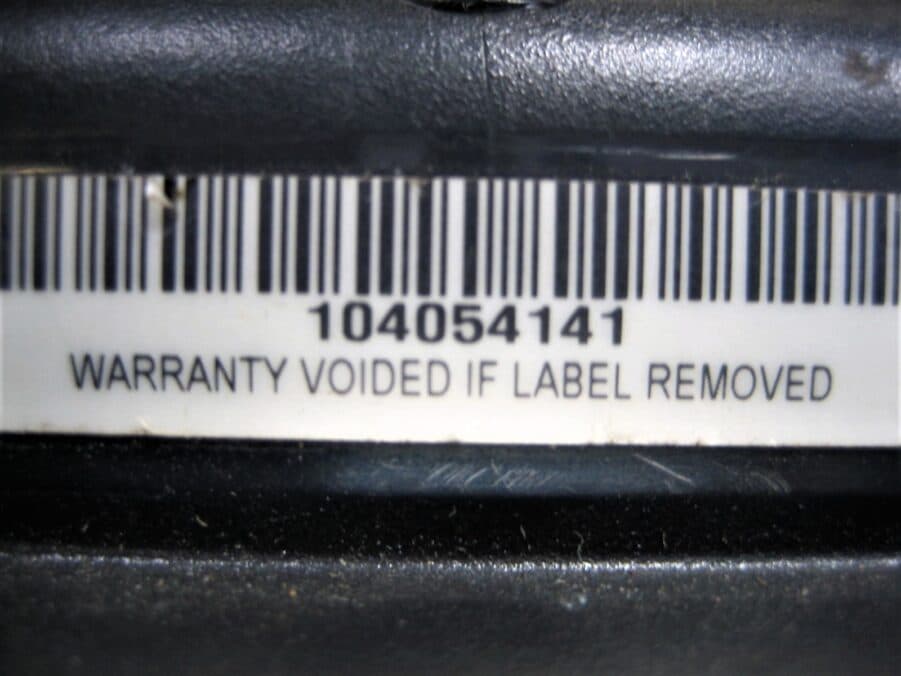 104054141
WARRANTY VOIDED IF LABEL REMOVED